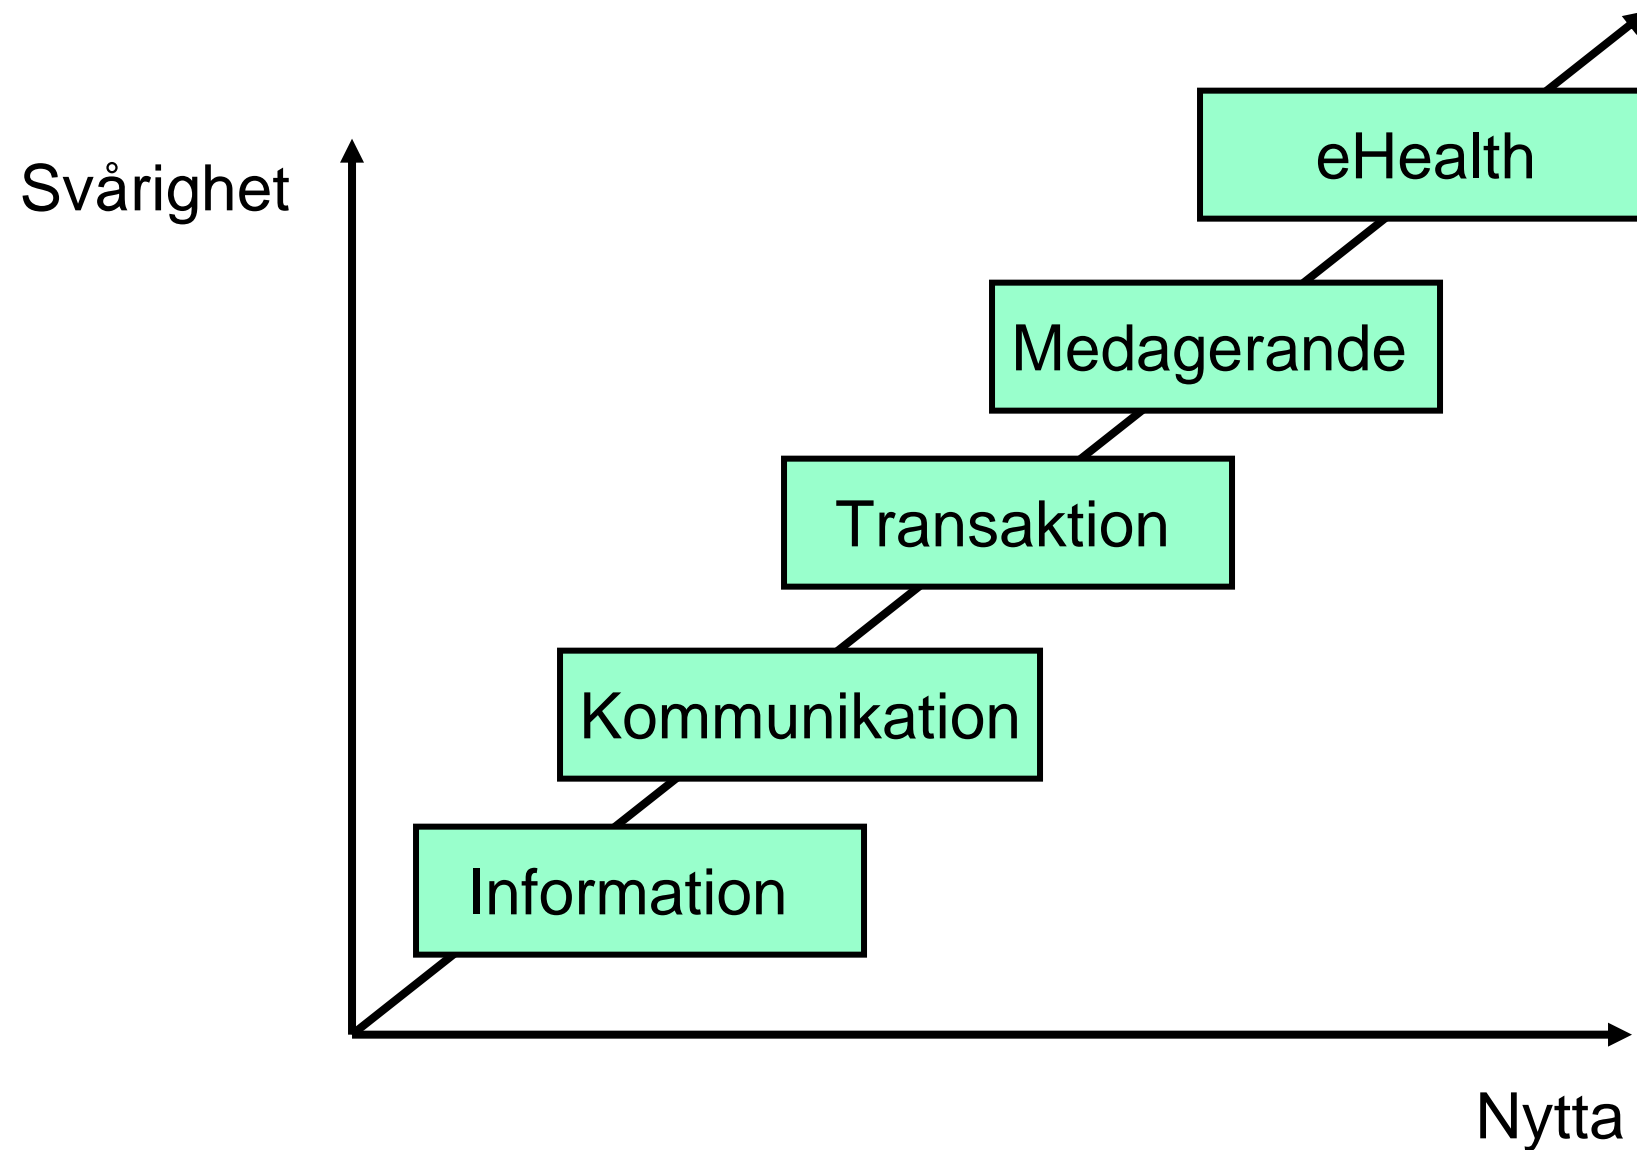 eHealth
Svårighet
Medagerande
Transaktion
Kommunikation
Information
Nytta